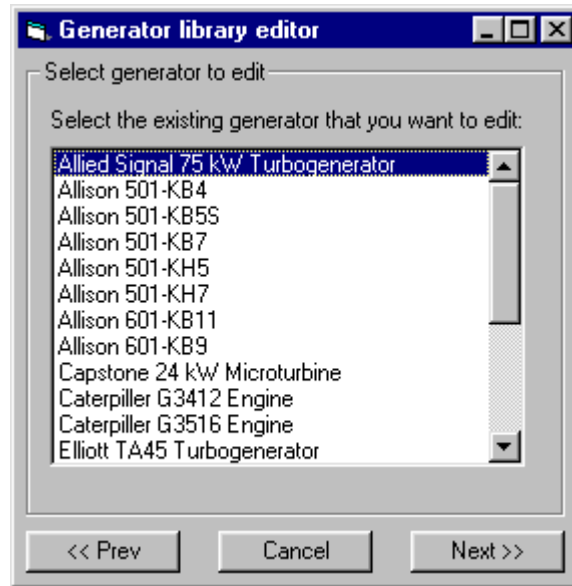 Generator library editor
Select generator to edit
Select the existing generator that you want to edit:
Allied Signal 75 kW Turbogenerator
Allison 501-KB4
Allison 501-KB5S
Allison 501-KB7
Allison 501-KH5
Allison 501-KH7
Allison 601-KB11
Allison 601-KB9
Capstone 24 kW Microturbine
Caterpiller G3412 Engine
Caterpiller G3516 Engine
Elliott TA45 Turbogenerator
<< Prev Cancel Next >>